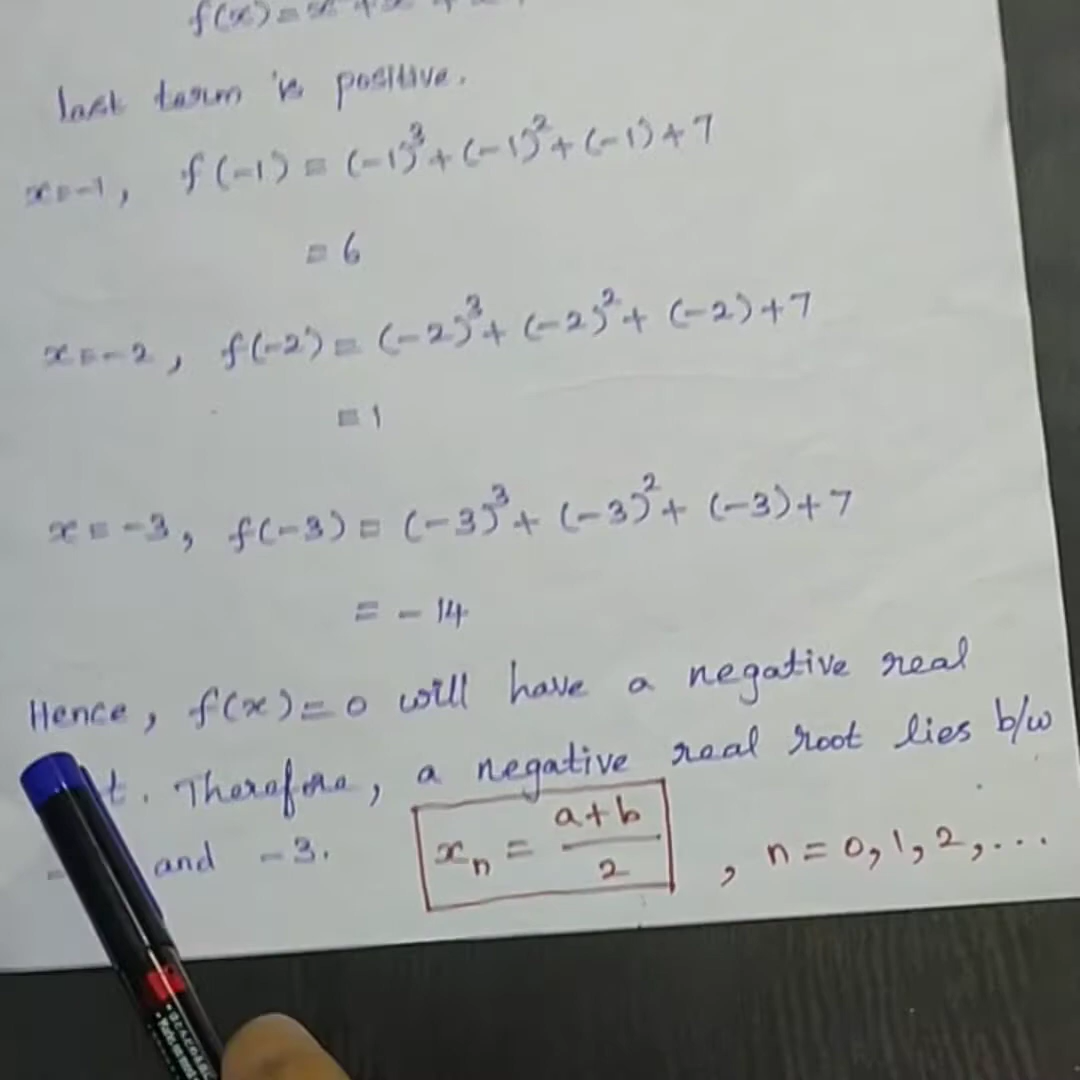 f(x) =
last term is positive.
x=-1, f(-1) = (-1)³+(-1)²+(-1)+7
= 6
x=-2, f(-2) = (-2)³+(-2)²+(-2)+7
= 1
x=-3, f(-3) = (-3)³+(-3)²+(-3)+7
= -14
Hence, f(x)=0 will have a negative real
t. Therefore, a negative real root lies b/w
and -3. xₙ = (a+b)/2 , n=0,1,2,...